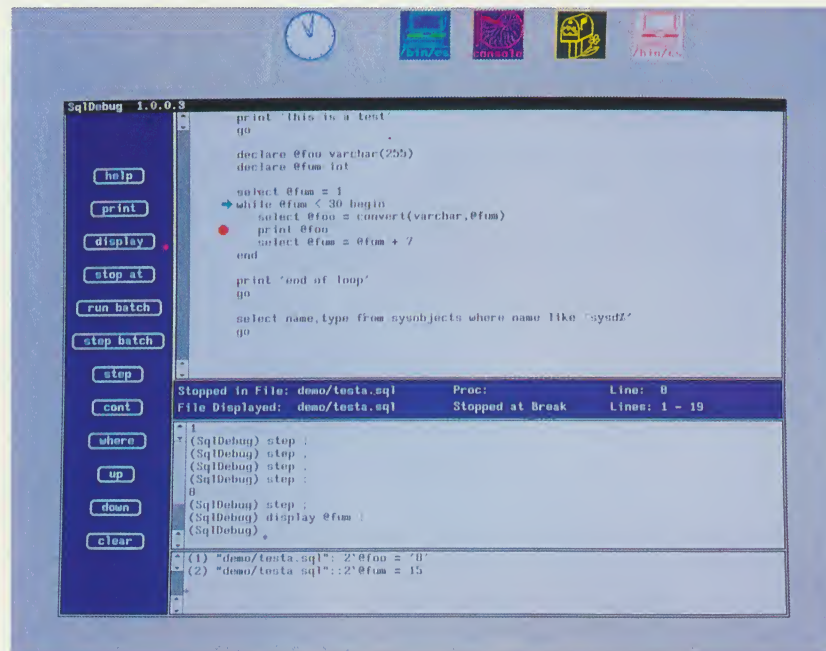 /bin/cs
console
/bin/cs
SqlDebug 1.0.0.3
help
print
display
stop at
run batch
step batch
step
cont
where
up
down
clear
print 'this is a test'
go
declare @foo varchar(255)
declare @fum int
select @fum = 1
while @fum < 30 begin
select @foo = convert(varchar,@fum)
print @foo
select @fum = @fum + 7
end
print 'end of loop'
go
select name,type from sysobjects where name like 'sysd%'
go
Stopped in File: demo/testa.sql Proc: Line: 8
File Displayed: demo/testa.sql Stopped at Break Lines: 1 - 19
1
(SqlDebug) step ;
(SqlDebug) step ;
(SqlDebug) step ;
(SqlDebug) step ;
8
(SqlDebug) step ;
(SqlDebug) display @fum ;
(SqlDebug)
(1) "demo/testa.sql"::2`@foo = '8'
(2) "demo/testa.sql"::2`@fum = 15